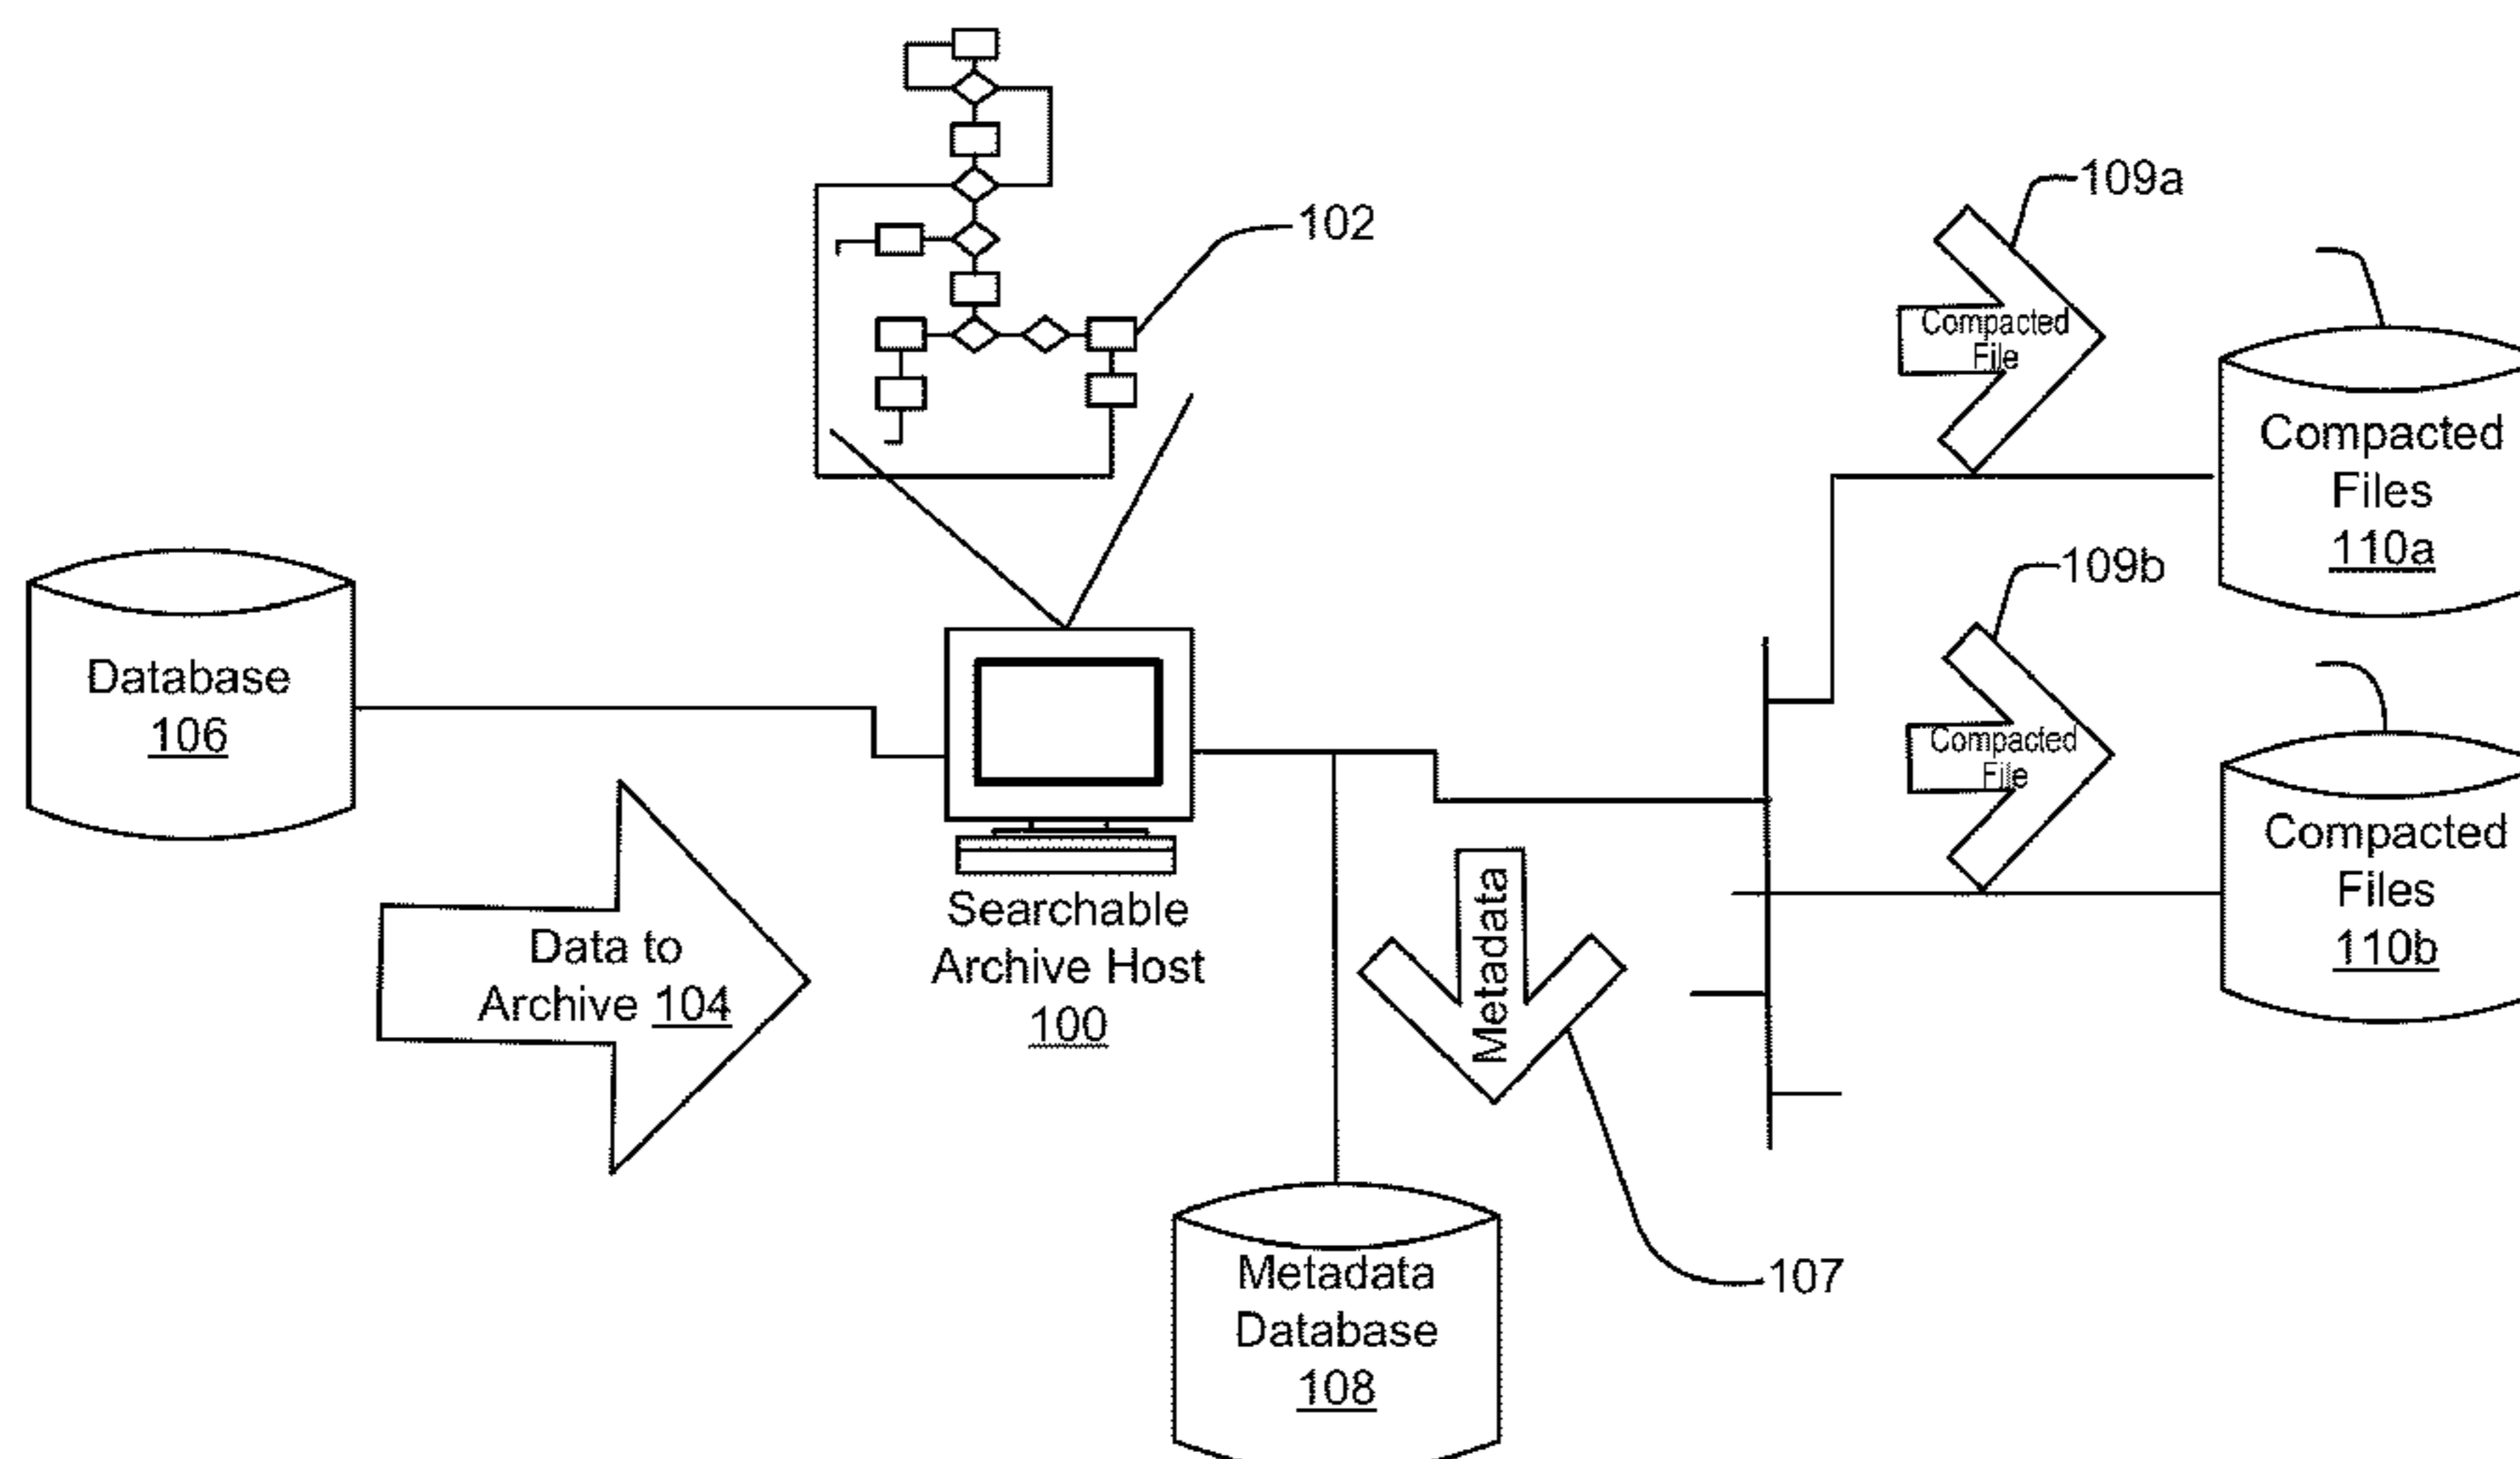 102
109a
Compacted
File
Compacted
Files
110a
109b
Database
106
Compacted
File
Compacted
Files
110b
Searchable
Archive Host
100
Data to
Archive 104
Metadata
107
Metadata
Database
108